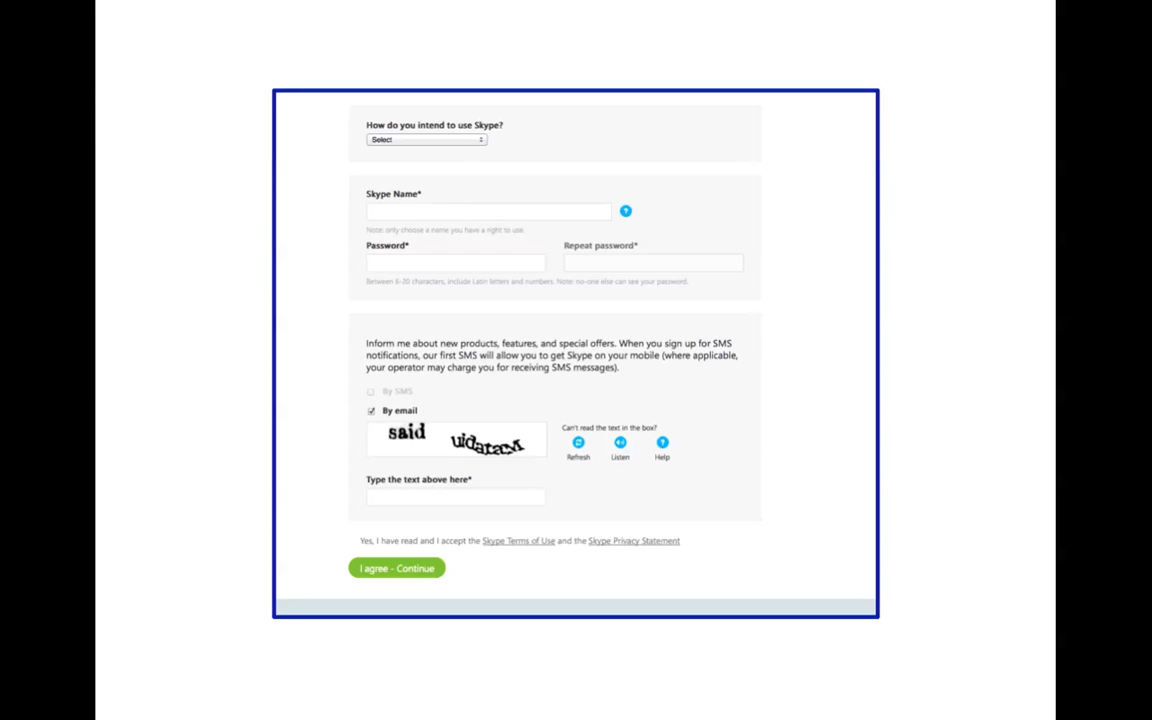 How do you intend to use Skype?
Select
Skype Name*
Note: only choose a name you have a right to use.
Password*
Repeat password*
Between 6-20 characters, include Latin letters and numbers. Note: no-one else can see your password.
Inform me about new products, features, and special offers. When you sign up for SMS
notifications, our first SMS will allow you to get Skype on your mobile (where applicable,
your operator may charge you for receiving SMS messages).
By SMS
By email
said
Can't read the text in the box?
Refresh Listen Help
Type the text above here*
Yes, I have read and I accept the Skype Terms of Use and the Skype Privacy Statement
I agree - Continue